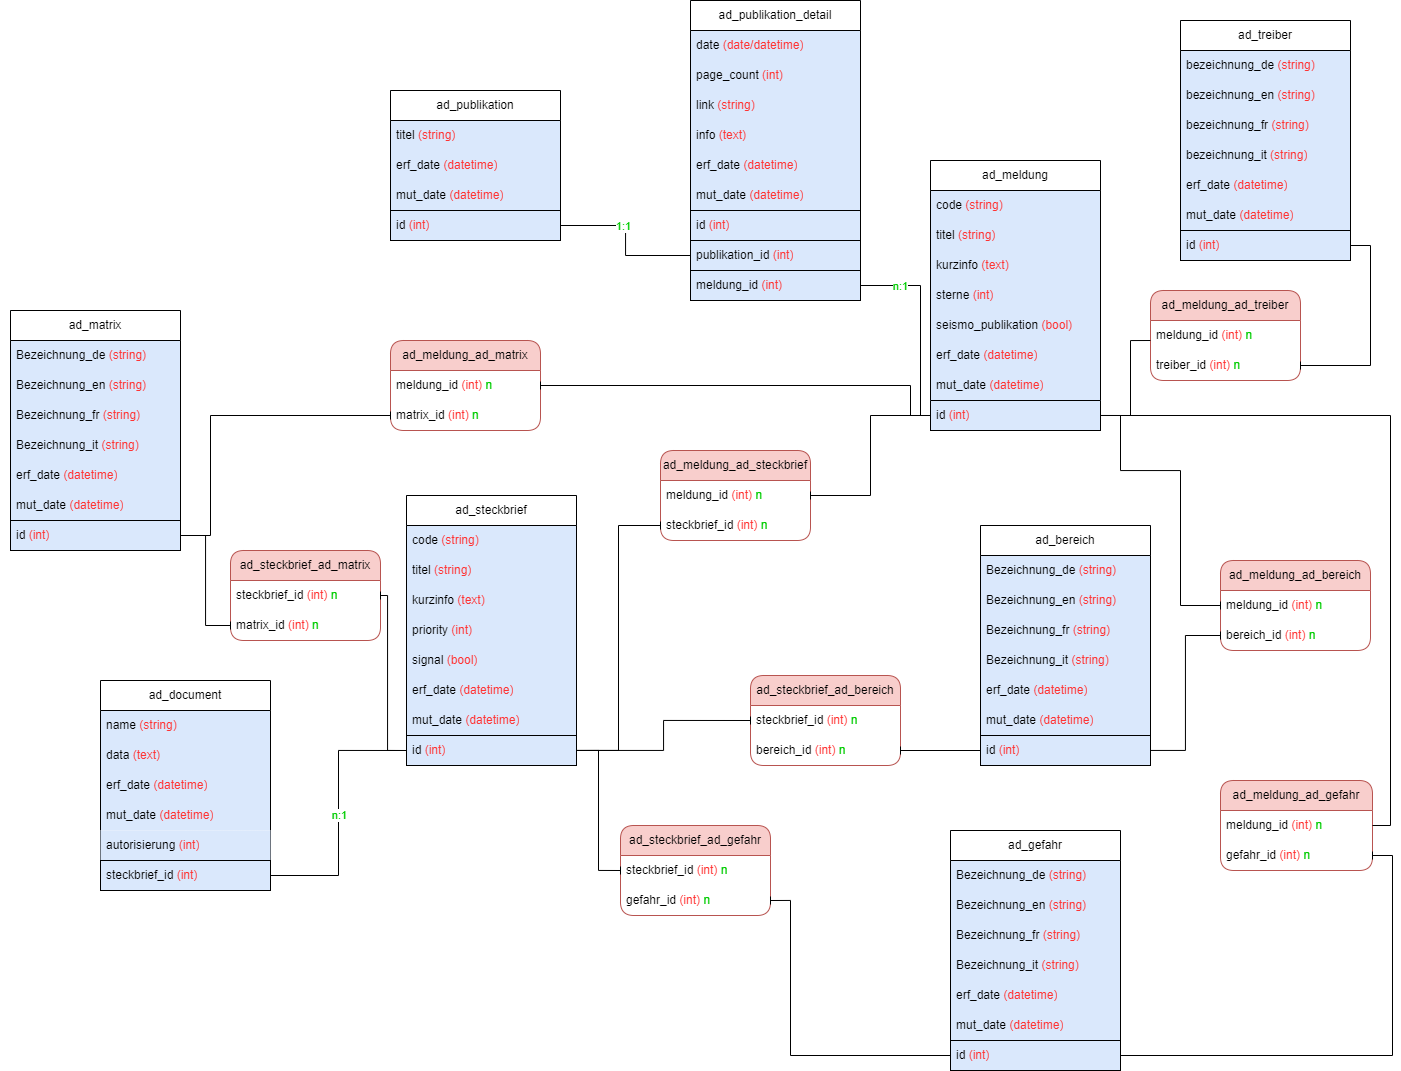 ad_publikation_detail
date (date/datetime)
page_count (int)
link (string)
info (text)
erf_date (datetime)
mut_date (datetime)
id (int)
publikation_id (int)
meldung_id (int)
ad_treiber
bezeichnung_de (string)
bezeichnung_en (string)
bezeichnung_fr (string)
bezeichnung_it (string)
erf_date (datetime)
mut_date (datetime)
id (int)
ad_publikation
titel (string)
erf_date (datetime)
mut_date (datetime)
id (int)
1:1
n:1
ad_meldung
code (string)
titel (string)
kurzinfo (text)
sterne (int)
seismo_publikation (bool)
erf_date (datetime)
mut_date (datetime)
id (int)
ad_meldung_ad_treiber
meldung_id (int) n
treiber_id (int) n
ad_matrix
Bezeichnung_de (string)
Bezeichnung_en (string)
Bezeichnung_fr (string)
Bezeichnung_it (string)
erf_date (datetime)
mut_date (datetime)
id (int)
ad_meldung_ad_matrix
meldung_id (int) n
matrix_id (int) n
ad_meldung_ad_steckbrief
meldung_id (int) n
steckbrief_id (int) n
ad_steckbrief
code (string)
titel (string)
kurzinfo (text)
priority (int)
signal (bool)
erf_date (datetime)
mut_date (datetime)
id (int)
ad_steckbrief_ad_matrix
steckbrief_id (int) n
matrix_id (int) n
ad_bereich
Bezeichnung_de (string)
Bezeichnung_en (string)
Bezeichnung_fr (string)
Bezeichnung_it (string)
erf_date (datetime)
mut_date (datetime)
id (int)
ad_meldung_ad_bereich
meldung_id (int) n
bereich_id (int) n
ad_document
name (string)
data (text)
erf_date (datetime)
mut_date (datetime)
autorisierung (int)
steckbrief_id (int)
n:1
ad_steckbrief_ad_bereich
steckbrief_id (int) n
bereich_id (int) n
ad_meldung_ad_gefahr
meldung_id (int) n
gefahr_id (int) n
ad_steckbrief_ad_gefahr
steckbrief_id (int) n
gefahr_id (int) n
ad_gefahr
Bezeichnung_de (string)
Bezeichnung_en (string)
Bezeichnung_fr (string)
Bezeichnung_it (string)
erf_date (datetime)
mut_date (datetime)
id (int)